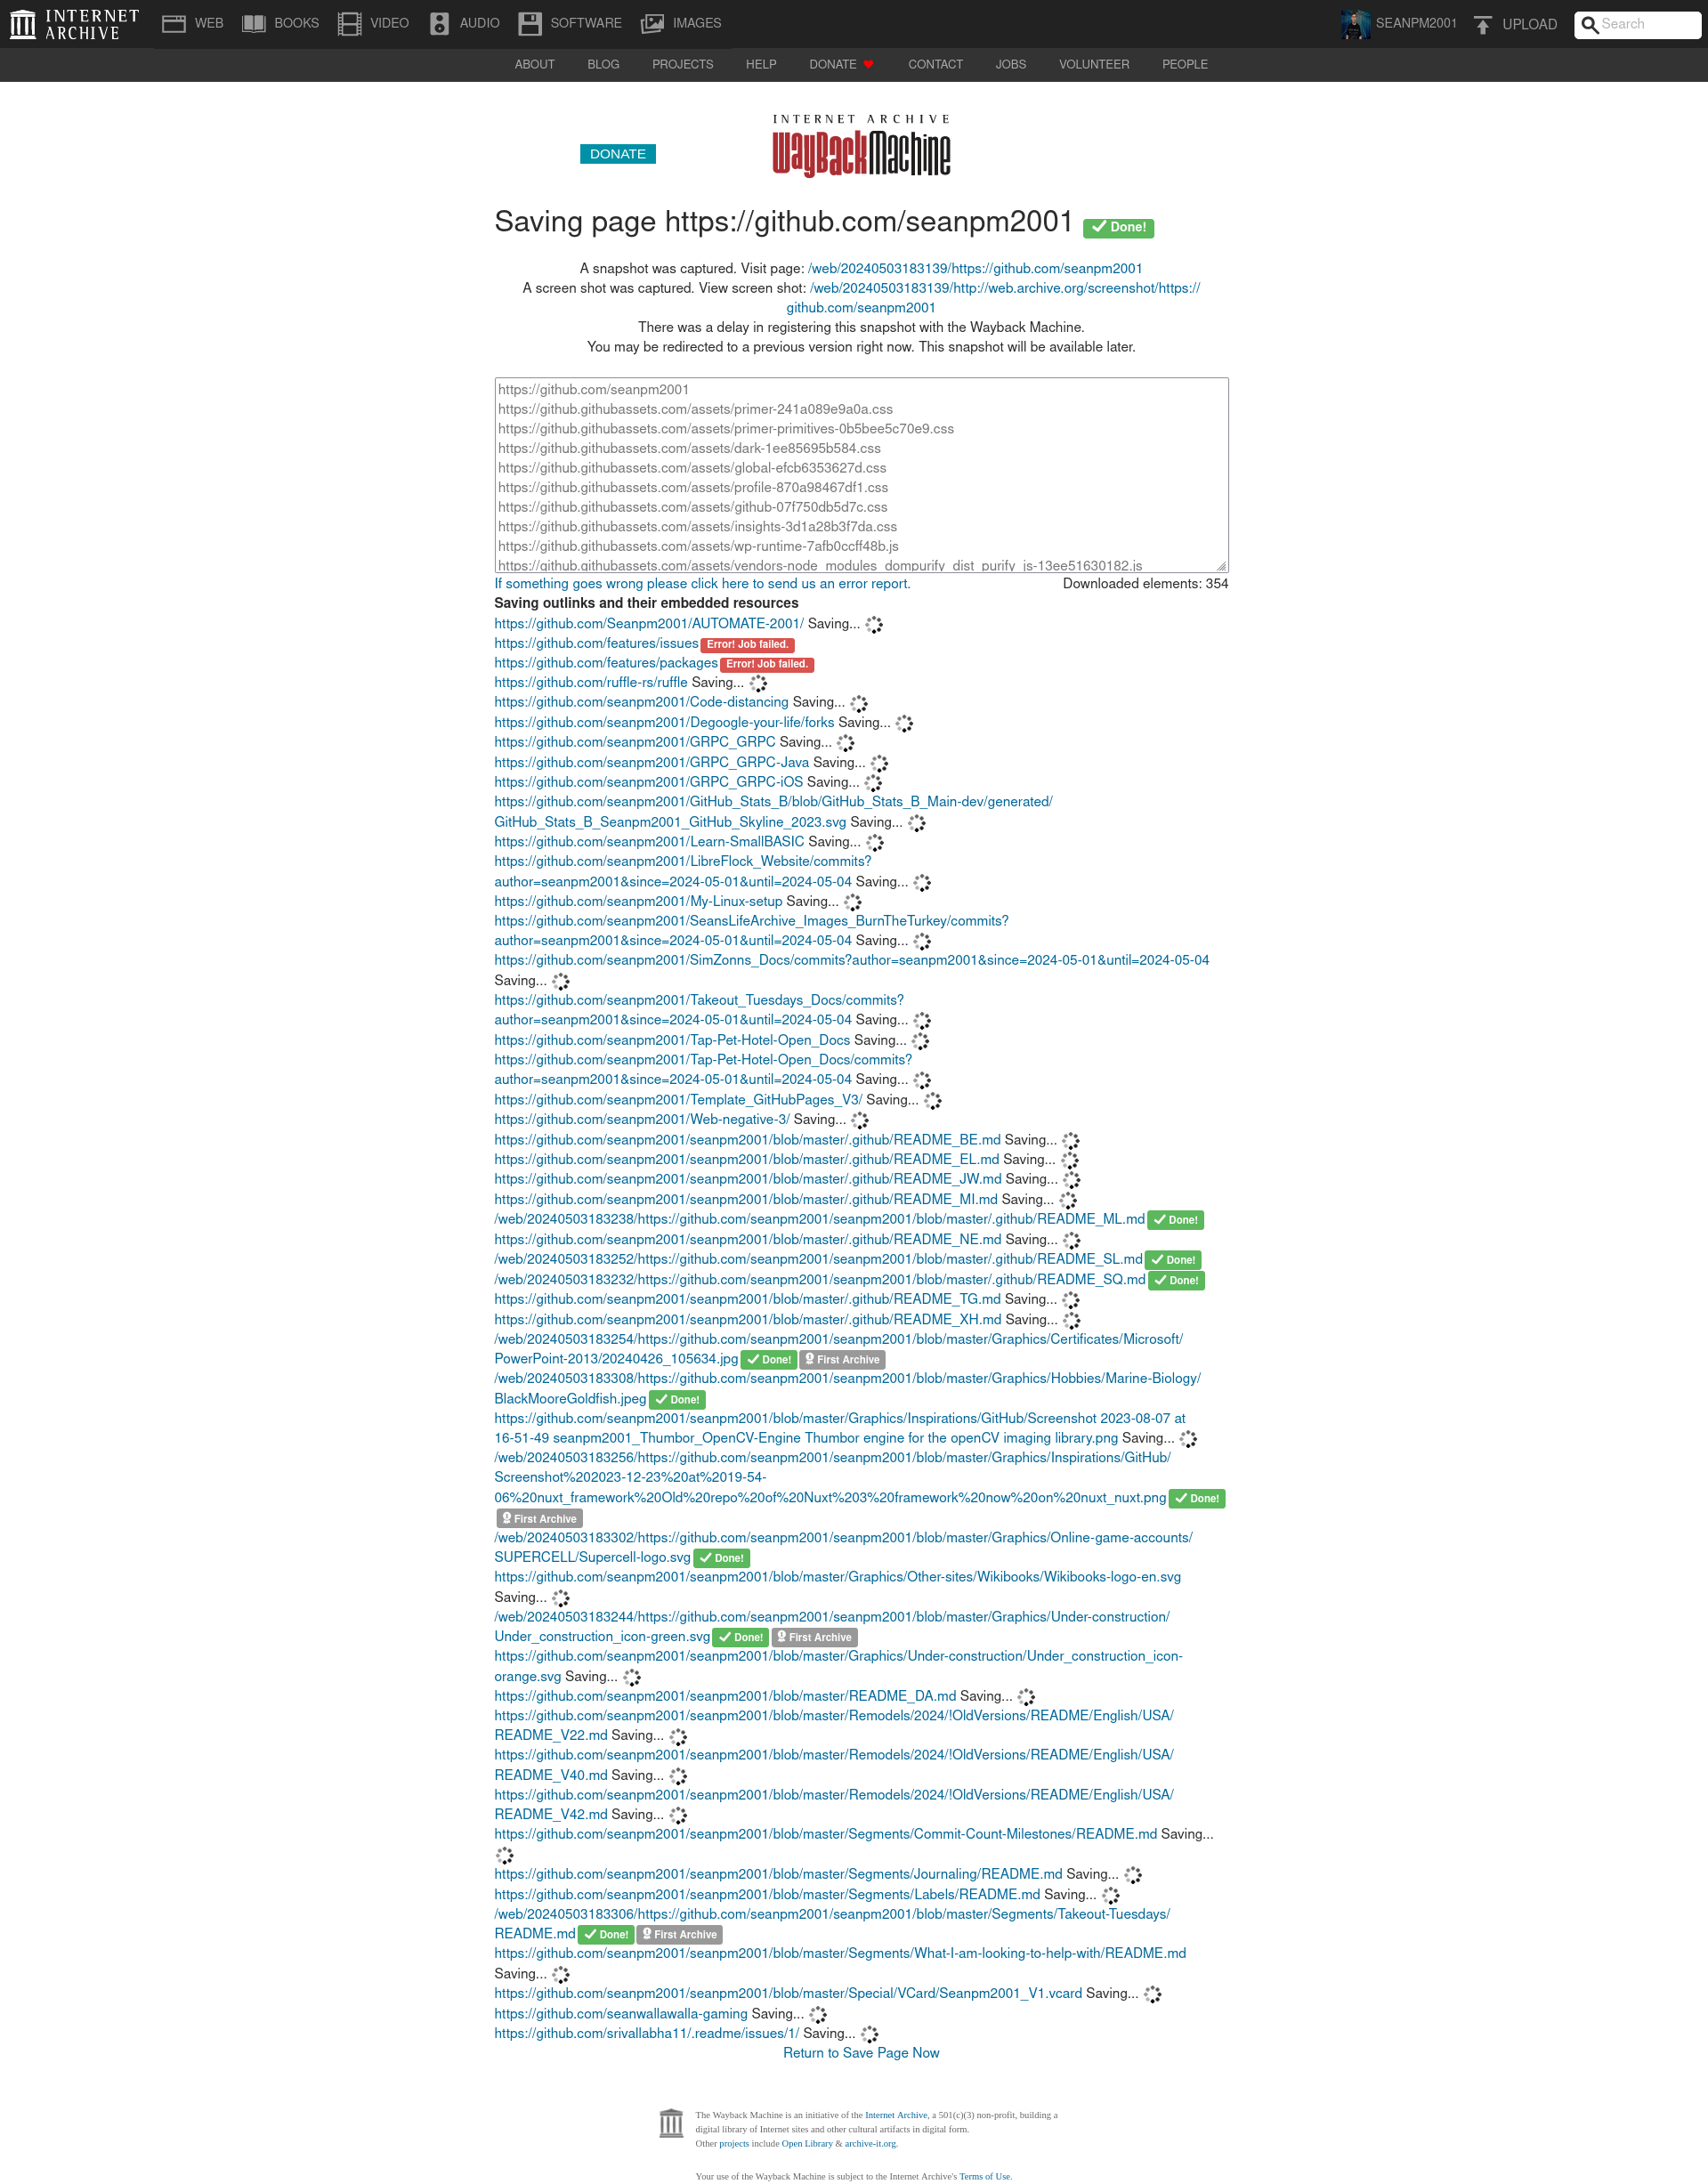 INTERNET ARCHIVE
WEB
BOOKS
VIDEO
AUDIO
SOFTWARE
IMAGES
SEANPM2001
UPLOAD
Search
ABOUT
BLOG
PROJECTS
HELP
DONATE
CONTACT
JOBS
VOLUNTEER
PEOPLE
DONATE
INTERNET ARCHIVE
WayBackMachine
Saving page https://github.com/seanpm2001 Done!
A snapshot was captured. Visit page: /web/20240503183139/https://github.com/seanpm2001
A screen shot was captured. View screen shot: /web/20240503183139/http://web.archive.org/screenshot/https://
github.com/seanpm2001
There was a delay in registering this snapshot with the Wayback Machine.
You may be redirected to a previous version right now. This snapshot will be available later.
https://github.com/seanpm2001
https://github.githubassets.com/assets/primer-241a089e9a0a.css
https://github.githubassets.com/assets/primer-primitives-0b5bee5c70e9.css
https://github.githubassets.com/assets/dark-1ee85695b584.css
https://github.githubassets.com/assets/global-efcb6353627d.css
https://github.githubassets.com/assets/profile-870a98467df1.css
https://github.githubassets.com/assets/github-07f750db5d7c.css
https://github.githubassets.com/assets/insights-3d1a28b3f7da.css
https://github.githubassets.com/assets/wp-runtime-7afb0ccff48b.js
https://github.githubassets.com/assets/vendors-node_modules_dompurify_dist_purify_js-13ee51630182.js
If something goes wrong please click here to send us an error report. Downloaded elements: 354
Saving outlinks and their embedded resources
https://github.com/Seanpm2001/AUTOMATE-2001/ Saving...
https://github.com/features/issues Error! Job failed.
https://github.com/features/packages Error! Job failed.
https://github.com/ruffle-rs/ruffle Saving...
https://github.com/seanpm2001/Code-distancing Saving...
https://github.com/seanpm2001/Degoogle-your-life/forks Saving...
https://github.com/seanpm2001/GRPC_GRPC Saving...
https://github.com/seanpm2001/GRPC_GRPC-Java Saving...
https://github.com/seanpm2001/GRPC_GRPC-iOS Saving...
https://github.com/seanpm2001/GitHub_Stats_B/blob/GitHub_Stats_B_Main-dev/generated/
GitHub_Stats_B_Seanpm2001_GitHub_Skyline_2023.svg Saving...
https://github.com/seanpm2001/Learn-SmallBASIC Saving...
https://github.com/seanpm2001/LibreFlock_Website/commits?
author=seanpm2001&since=2024-05-01&until=2024-05-04 Saving...
https://github.com/seanpm2001/My-Linux-setup Saving...
https://github.com/seanpm2001/SeansLifeArchive_Images_BurnTheTurkey/commits?
author=seanpm2001&since=2024-05-01&until=2024-05-04 Saving...
https://github.com/seanpm2001/SimZonns_Docs/commits?author=seanpm2001&since=2024-05-01&until=2024-05-04
Saving...
https://github.com/seanpm2001/Takeout_Tuesdays_Docs/commits?
author=seanpm2001&since=2024-05-01&until=2024-05-04 Saving...
https://github.com/seanpm2001/Tap-Pet-Hotel-Open_Docs Saving...
https://github.com/seanpm2001/Tap-Pet-Hotel-Open_Docs/commits?
author=seanpm2001&since=2024-05-01&until=2024-05-04 Saving...
https://github.com/seanpm2001/Template_GitHubPages_V3/ Saving...
https://github.com/seanpm2001/Web-negative-3/ Saving...
https://github.com/seanpm2001/seanpm2001/blob/master/.github/README_BE.md Saving...
https://github.com/seanpm2001/seanpm2001/blob/master/.github/README_EL.md Saving...
https://github.com/seanpm2001/seanpm2001/blob/master/.github/README_JW.md Saving...
https://github.com/seanpm2001/seanpm2001/blob/master/.github/README_MI.md Saving...
/web/20240503183238/https://github.com/seanpm2001/seanpm2001/blob/master/.github/README_ML.md Done!
https://github.com/seanpm2001/seanpm2001/blob/master/.github/README_NE.md Saving...
/web/20240503183252/https://github.com/seanpm2001/seanpm2001/blob/master/.github/README_SL.md Done!
/web/20240503183232/https://github.com/seanpm2001/seanpm2001/blob/master/.github/README_SQ.md Done!
https://github.com/seanpm2001/seanpm2001/blob/master/.github/README_TG.md Saving...
https://github.com/seanpm2001/seanpm2001/blob/master/.github/README_XH.md Saving...
/web/20240503183254/https://github.com/seanpm2001/seanpm2001/blob/master/Graphics/Certificates/Microsoft/
PowerPoint-2013/20240426_105634.jpg Done! First Archive
/web/20240503183308/https://github.com/seanpm2001/seanpm2001/blob/master/Graphics/Hobbies/Marine-Biology/
BlackMooreGoldfish.jpeg Done!
https://github.com/seanpm2001/seanpm2001/blob/master/Graphics/Inspirations/GitHub/Screenshot 2023-08-07 at
16-51-49 seanpm2001_Thumbor_OpenCV-Engine Thumbor engine for the openCV imaging library.png Saving...
/web/20240503183256/https://github.com/seanpm2001/seanpm2001/blob/master/Graphics/Inspirations/GitHub/
Screenshot%202023-12-23%20at%2019-54-
06%20nuxt_framework%20Old%20repo%20of%20Nuxt%203%20framework%20now%20on%20nuxt_nuxt.png Done!
First Archive
/web/20240503183302/https://github.com/seanpm2001/seanpm2001/blob/master/Graphics/Online-game-accounts/
SUPERCELL/Supercell-logo.svg Done!
https://github.com/seanpm2001/seanpm2001/blob/master/Graphics/Other-sites/Wikibooks/Wikibooks-logo-en.svg
Saving...
/web/20240503183244/https://github.com/seanpm2001/seanpm2001/blob/master/Graphics/Under-construction/
Under_construction_icon-green.svg Done! First Archive
https://github.com/seanpm2001/seanpm2001/blob/master/Graphics/Under-construction/Under_construction_icon-
orange.svg Saving...
https://github.com/seanpm2001/seanpm2001/blob/master/README_DA.md Saving...
https://github.com/seanpm2001/seanpm2001/blob/master/Remodels/2024/!OldVersions/README/English/USA/
README_V22.md Saving...
https://github.com/seanpm2001/seanpm2001/blob/master/Remodels/2024/!OldVersions/README/English/USA/
README_V40.md Saving...
https://github.com/seanpm2001/seanpm2001/blob/master/Remodels/2024/!OldVersions/README/English/USA/
README_V42.md Saving...
https://github.com/seanpm2001/seanpm2001/blob/master/Segments/Commit-Count-Milestones/README.md Saving...
https://github.com/seanpm2001/seanpm2001/blob/master/Segments/Journaling/README.md Saving...
https://github.com/seanpm2001/seanpm2001/blob/master/Segments/Labels/README.md Saving...
/web/20240503183306/https://github.com/seanpm2001/seanpm2001/blob/master/Segments/Takeout-Tuesdays/
README.md Done! First Archive
https://github.com/seanpm2001/seanpm2001/blob/master/Segments/What-I-am-looking-to-help-with/README.md
Saving...
https://github.com/seanpm2001/seanpm2001/blob/master/Special/VCard/Seanpm2001_V1.vcard Saving...
https://github.com/seanwallawalla-gaming Saving...
https://github.com/srivallabha11/.readme/issues/1/ Saving...
Return to Save Page Now
The Wayback Machine is an initiative of the Internet Archive, a 501(c)(3) non-profit, building a
digital library of Internet sites and other cultural artifacts in digital form.
Other projects include Open Library & archive-it.org.
Your use of the Wayback Machine is subject to the Internet Archive's Terms of Use.